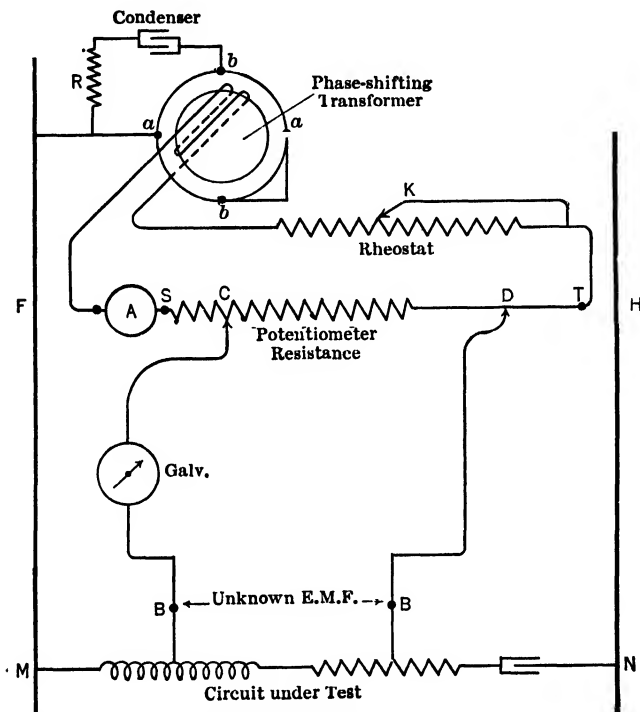 Condenser
b
R
Phase-shifting
Transformer
a
a
b
K
Rheostat
F
A
S
C
D
T
H
Potentiometer
Resistance
Galv.
B
Unknown E.M.F.
B
M
N
Circuit under Test